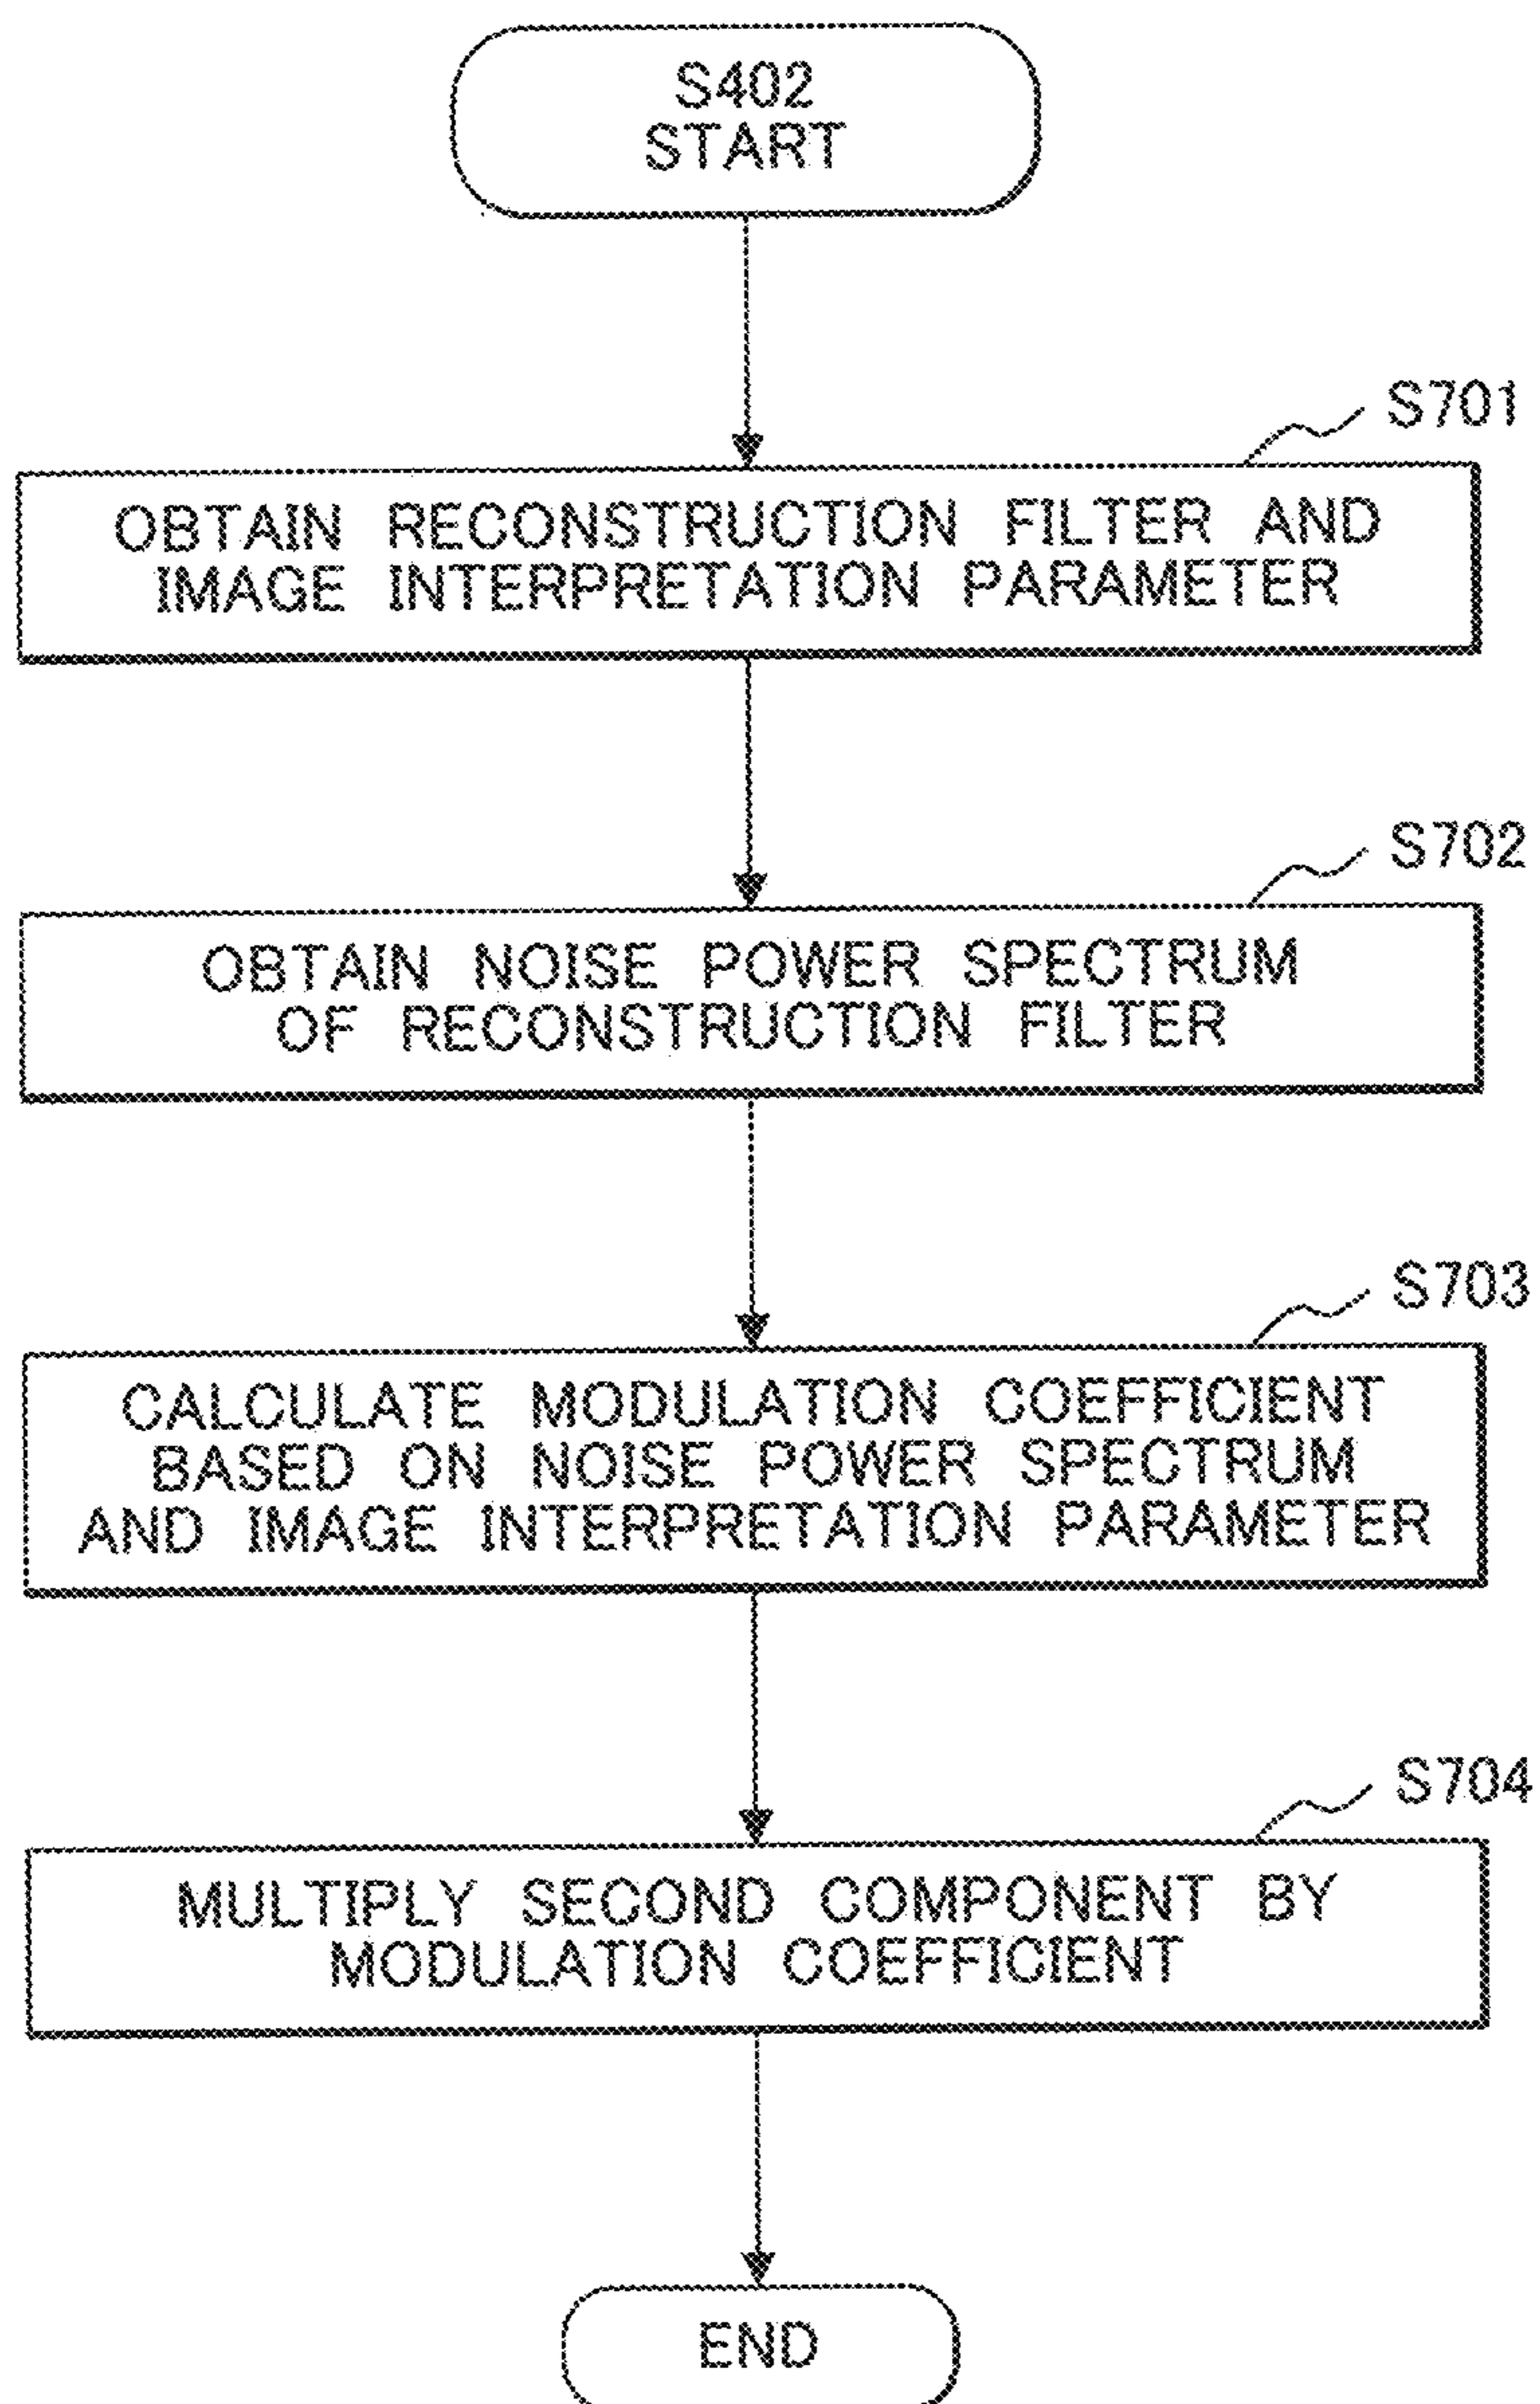 S402
START
S701
OBTAIN RECONSTRUCTION FILTER AND
IMAGE INTERPRETATION PARAMETER
S702
OBTAIN NOISE POWER SPECTRUM
OF RECONSTRUCTION FILTER
S703
CALCULATE MODULATION COEFFICIENT
BASED ON NOISE POWER SPECTRUM
AND IMAGE INTERPRETATION PARAMETER
S704
MULTIPLY SECOND COMPONENT BY
MODULATION COEFFICIENT
END